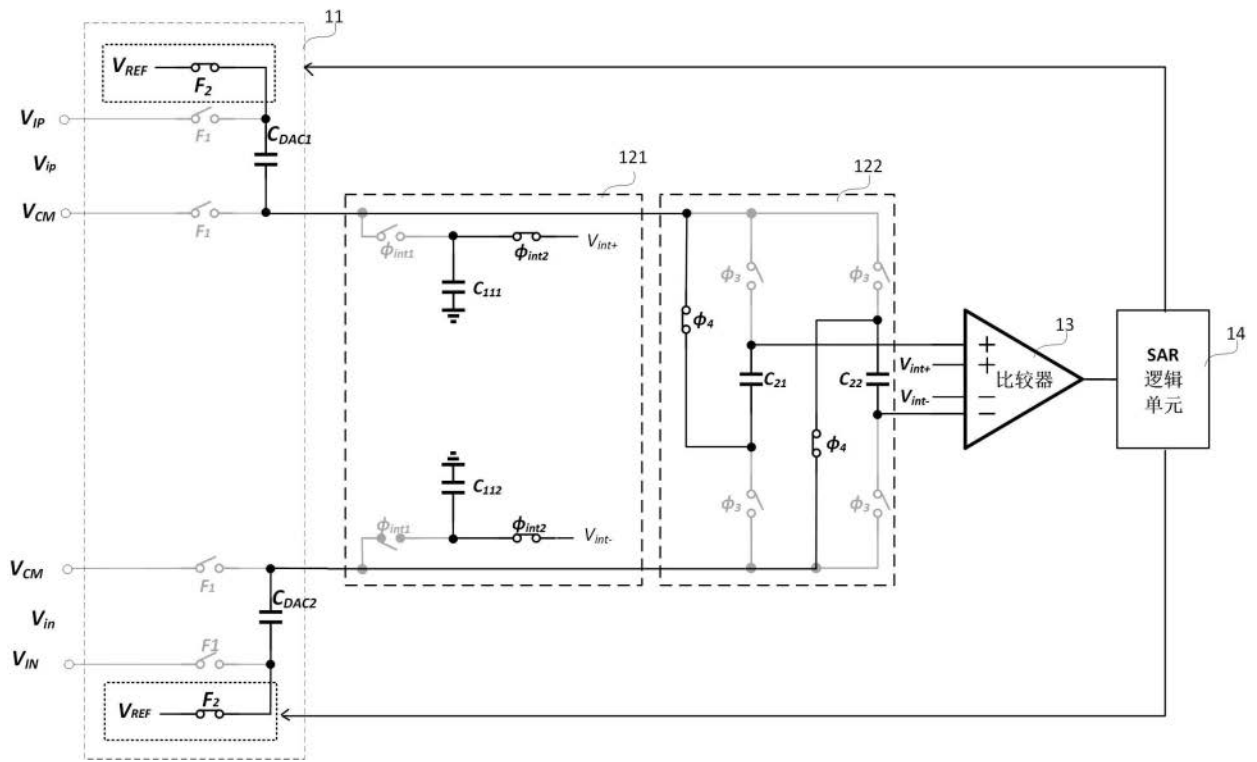 11
V_REF
F_2
V_IP
F_1
C_DAC1
V_ip
V_CM
F_1
121
122
ϕ_int1
ϕ_int2
V_int+
C_111
ϕ_3
ϕ_3
ϕ_4
13
14
V_int+
V_int-
C_21
C_22
+
+
−
−
比较器
SAR
逻辑
单元
ϕ_4
C_112
ϕ_3
ϕ_3
ϕ_int1
ϕ_int2
V_int-
V_CM
F_1
C_DAC2
V_in
V_IN
F1
V_REF
F_2